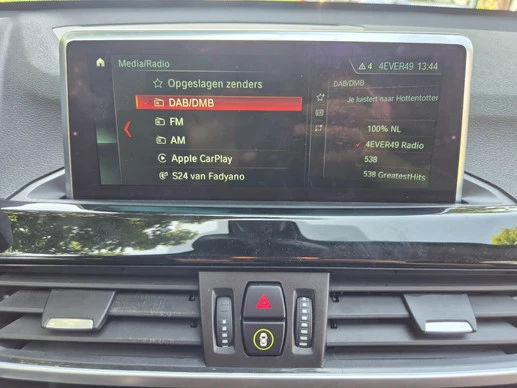 Media/Radio
4 4EVER49 13:44
Opgeslagen zenders
DAB/DMB
FM
AM
Apple CarPlay
S24 van Fadyano
DAB/DMB
Je luistert naar Hottentotter
100% NL
4EVER49 Radio
538
538 GreatestHits